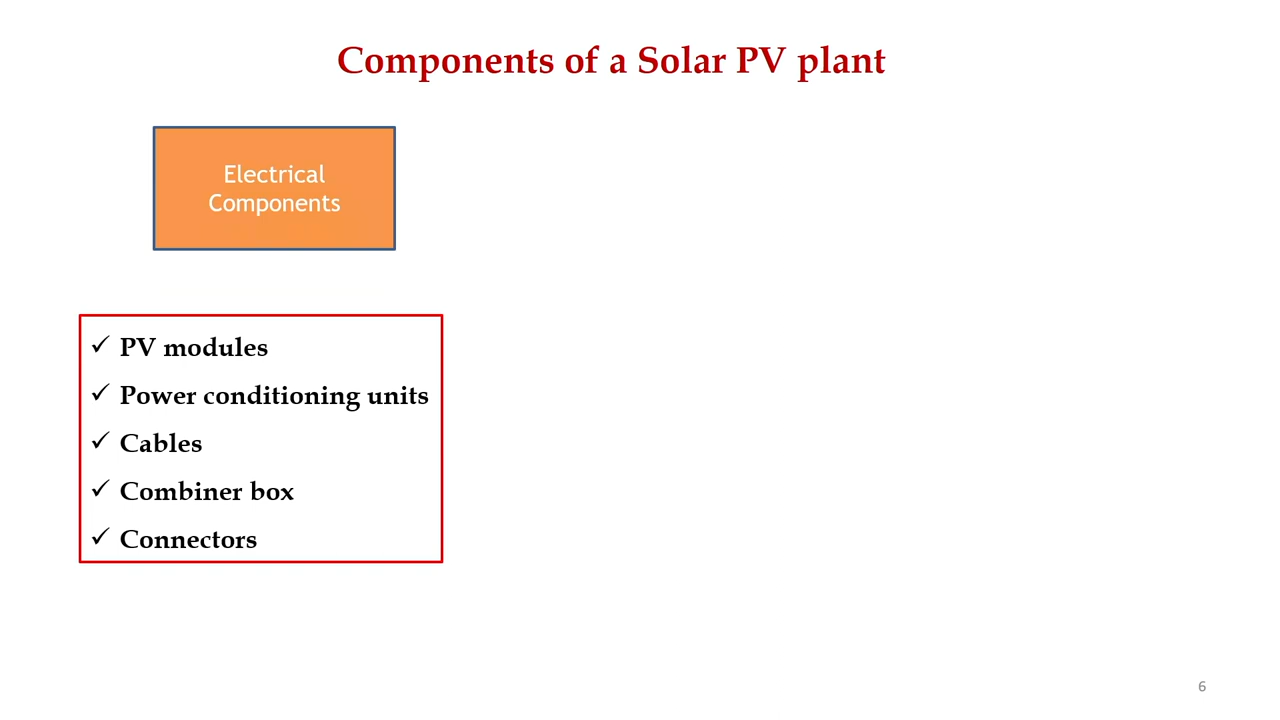 Components of a Solar PV plant
Electrical
Components
✓ PV modules
✓ Power conditioning units
✓ Cables
✓ Combiner box
✓ Connectors
6